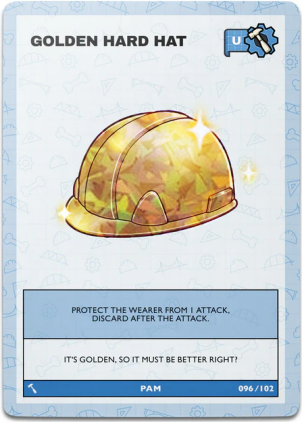 GOLDEN HARD HAT
U
PROTECT THE WEARER FROM 1 ATTACK,
DISCARD AFTER THE ATTACK.
IT'S GOLDEN, SO IT MUST BE BETTER RIGHT?
PAM
096/102